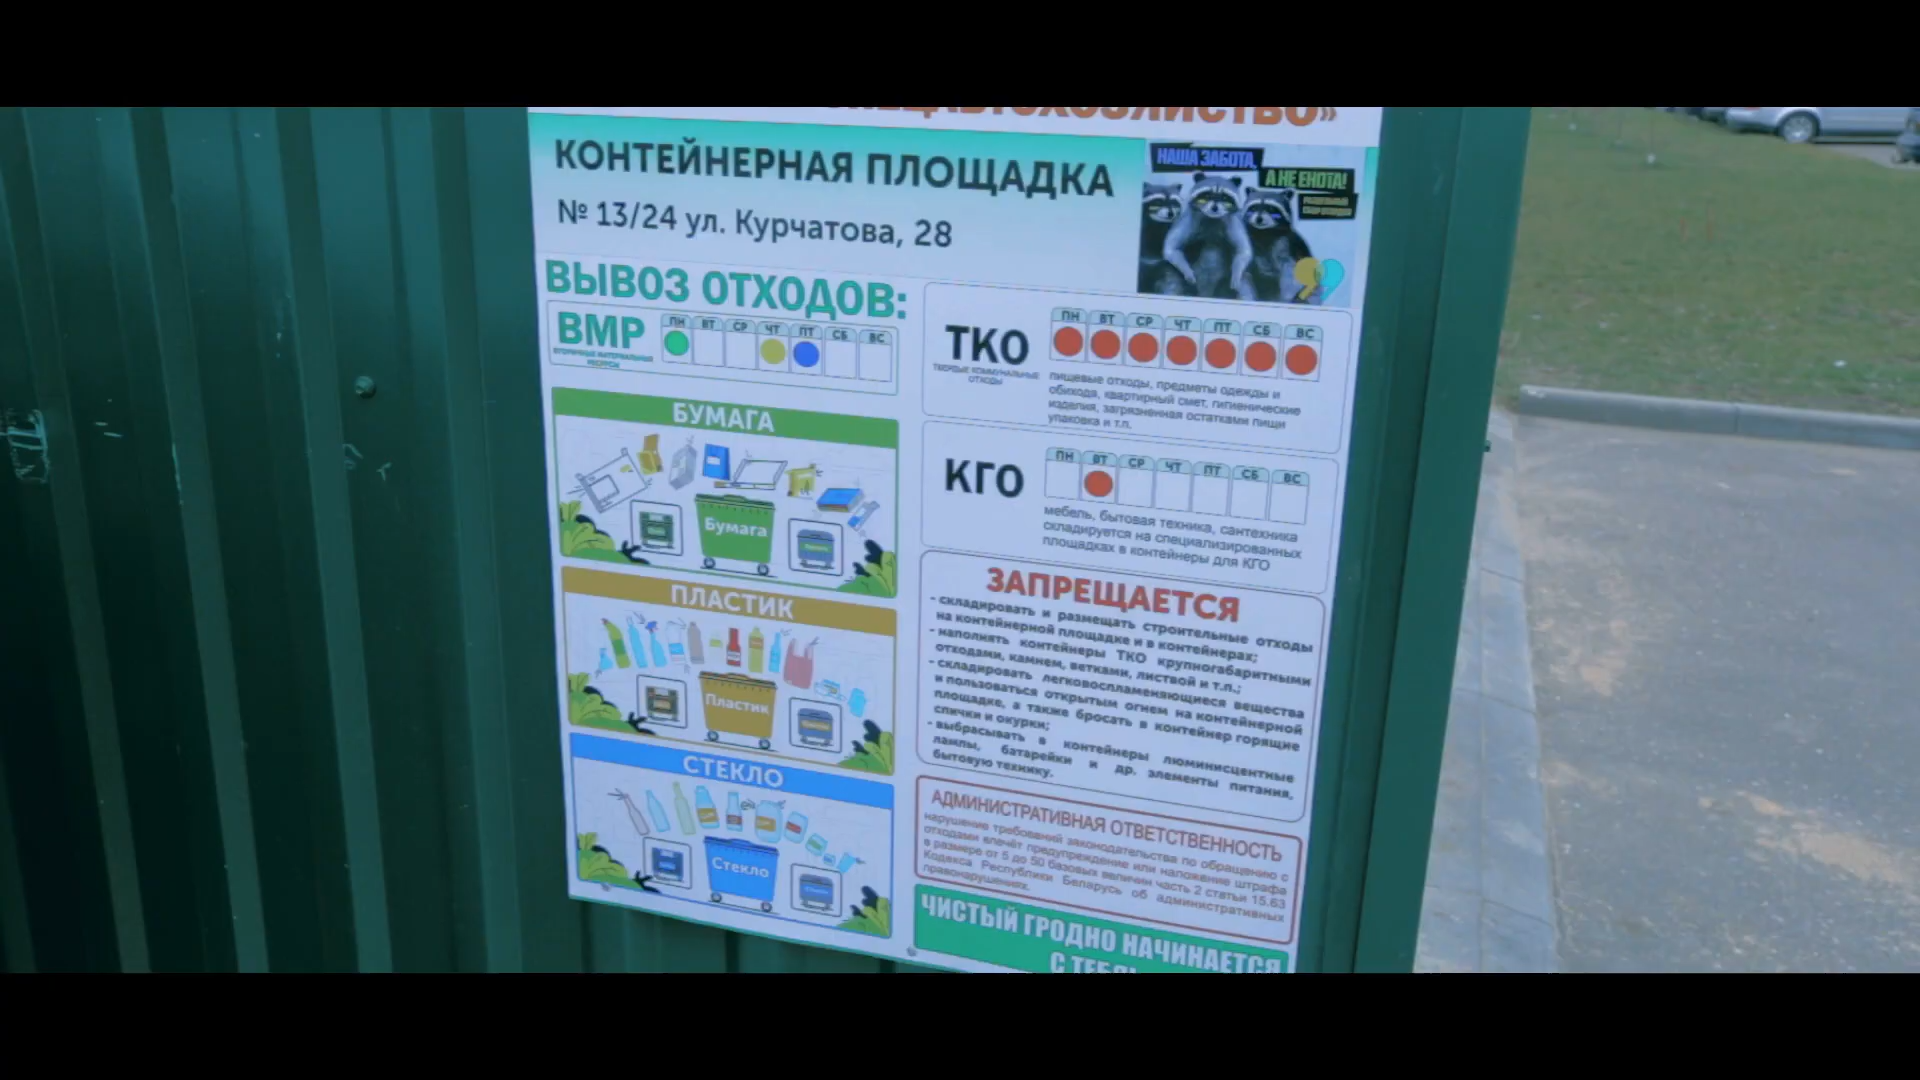 КОНТЕЙНЕРНАЯ ПЛОЩАДКА
№ 13/24 ул. Курчатова, 28
НАША ЗАБОТА,
А НЕ ЕНОТА!
ВЫВОЗ ОТХОДОВ:
ВМР
ВТОРИЧНЫЕ МАТЕРИАЛЬНЫЕ
РЕСУРСЫ
ПН ВТ СР ЧТ ПТ СБ ВС
БУМАГА
Бумага
ПЛАСТИК
Пластик
СТЕКЛО
Стекло
ТКО
ТВЕРДЫЕ КОММУНАЛЬНЫЕ
ОТХОДЫ
ПН ВТ СР ЧТ ПТ СБ ВС
пищевые отходы, предметы одежды и
обихода, квартирный смет, гигиенические
изделия, загрязненная остатками пищи
упаковка и т.п.
КГО
ПН ВТ СР ЧТ ПТ СБ ВС
мебель, бытовая техника, сантехника
складируется на специализированных
площадках в контейнеры для КГО
ЗАПРЕЩАЕТСЯ
- складировать и размещать строительные отходы
на контейнерной площадке и в контейнерах;
- наполнять контейнеры ТКО крупногабаритными
отходами, камнем, ветками, листвой и т.п.;
- складировать легковоспламеняющиеся вещества
и пользоваться открытым огнем на контейнерной
площадке, а также бросать в контейнер горящие
спички и окурки;
- выбрасывать в контейнеры люминисцентные
лампы, батарейки и др. элементы питания,
бытовую технику.
АДМИНИСТРАТИВНАЯ ОТВЕТСТВЕННОСТЬ
нарушение требований законодательства по обращению с
отходами влечёт предупреждение или наложение штрафа
в размере от 5 до 50 базовых величин часть 2 статьи 15.63
Кодекса Республики Беларусь об административных
правонарушениях.
ЧИСТЫЙ ГРОДНО НАЧИНАЕТСЯ